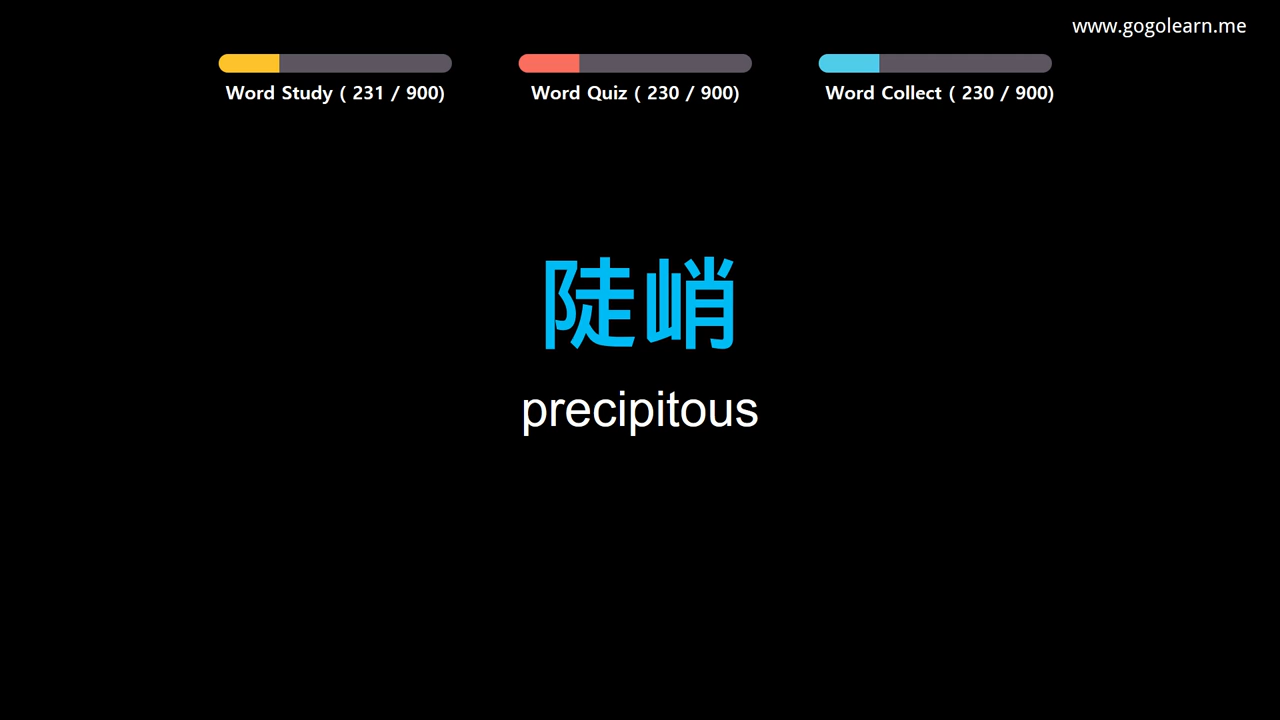 www.gogolearn.me
Word Study ( 231 / 900)
Word Quiz ( 230 / 900)
Word Collect ( 230 / 900)
陡峭
precipitous